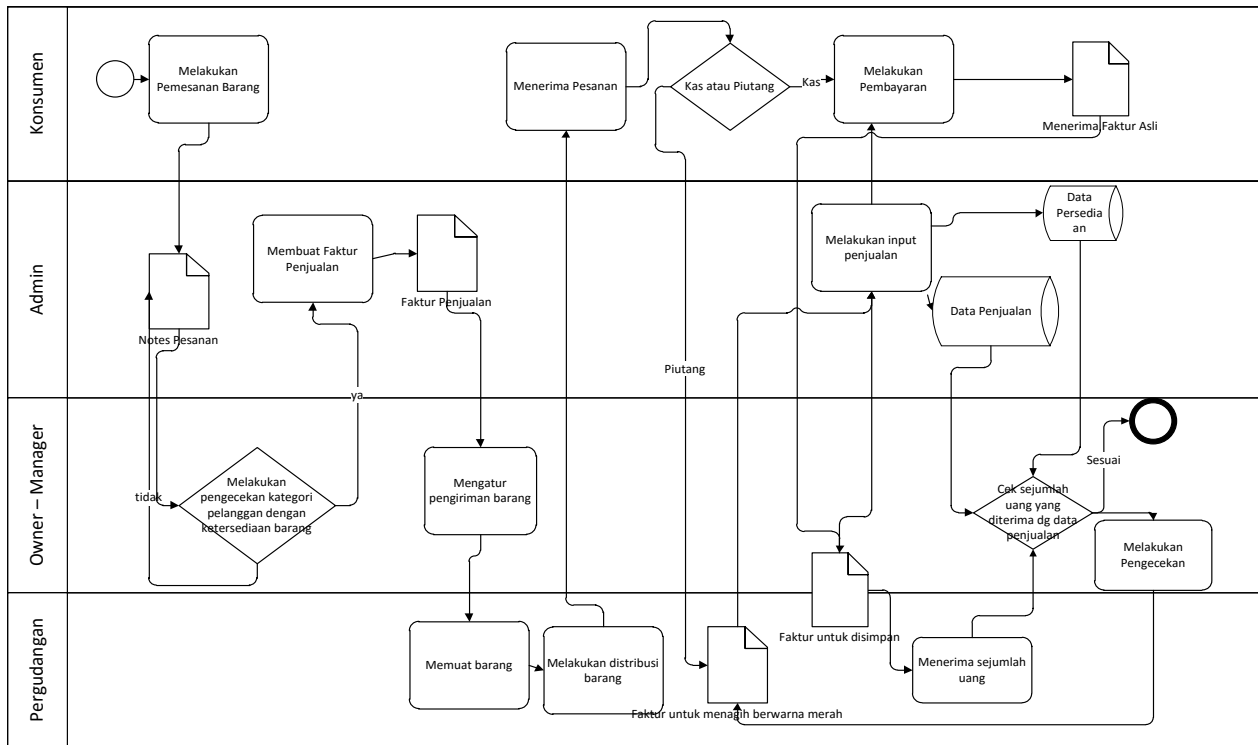 Konsumen
Melakukan
Pemesanan Barang
Menerima Pesanan
Kas atau Piutang
Kas
Melakukan
Pembayaran
Menerima Faktur Asli
Admin
Notes Pesanan
Membuat Faktur
Penjualan
Faktur Penjualan
Piutang
ya
Melakukan input
penjualan
Data
Persedia
an
Data Penjualan
Owner – Manager
tidak
Melakukan
pengecekan kategori
pelanggan dengan
ketersediaan barang
Mengatur
pengiriman barang
Cek sejumlah
uang yang
diterima dg data
penjualan
Sesuai
Melakukan
Pengecekan
Pergudangan
Memuat barang
Melakukan distribusi
barang
Faktur untuk menagih berwarna merah
Faktur untuk disimpan
Menerima sejumlah
uang